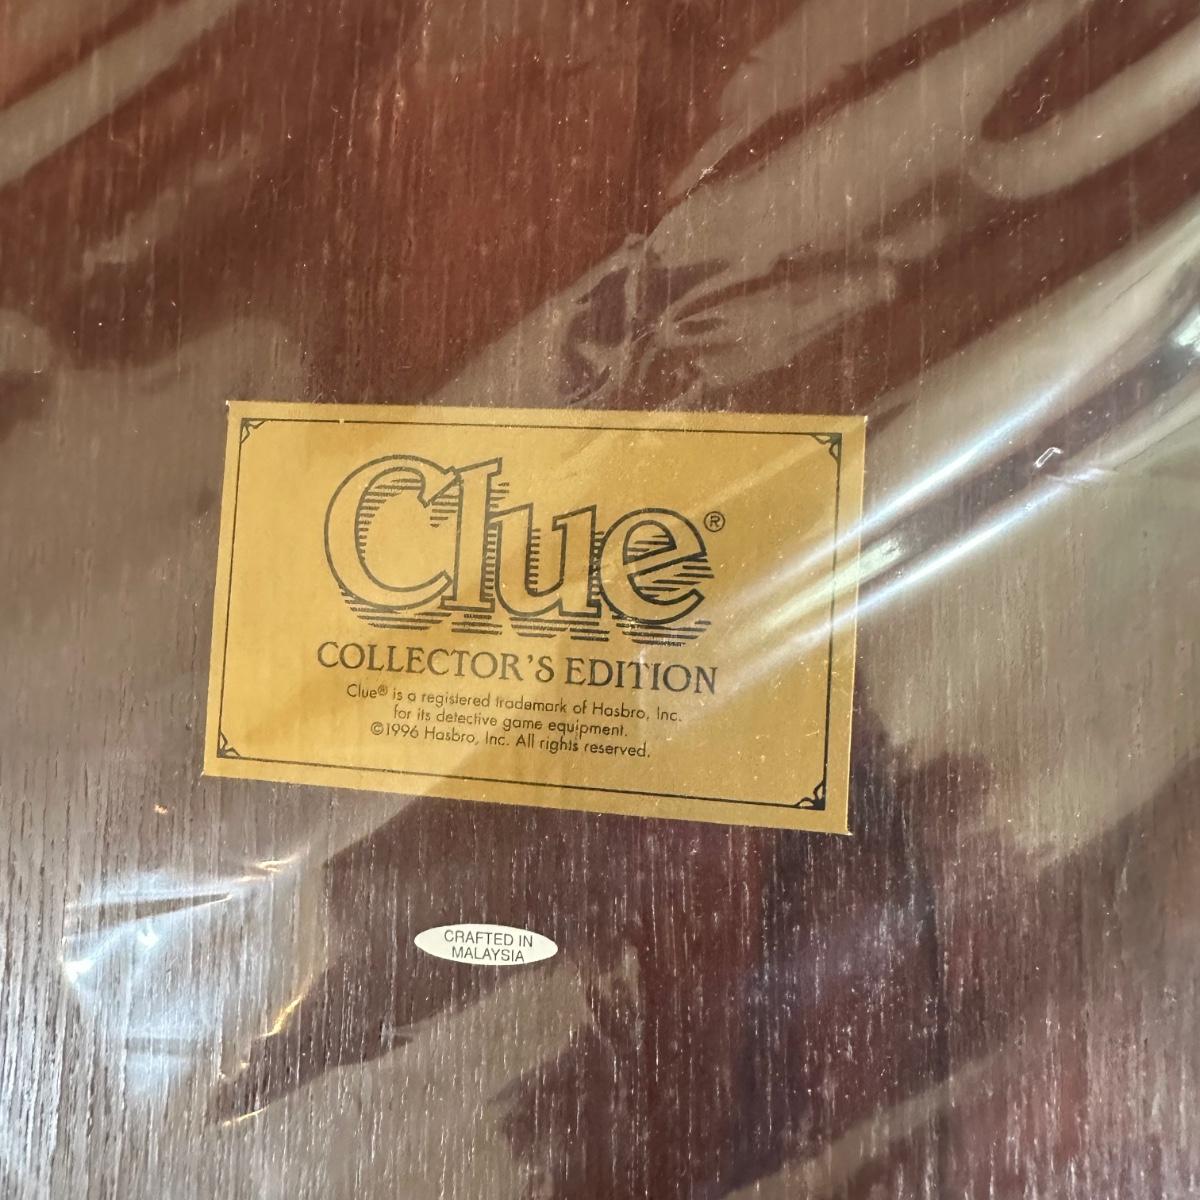 Clue®
COLLECTOR'S EDITION
Clue® is a registered trademark of Hasbro, Inc.
for its detective game equipment.
©1996 Hasbro, Inc. All rights reserved.
CRAFTED IN
MALAYSIA